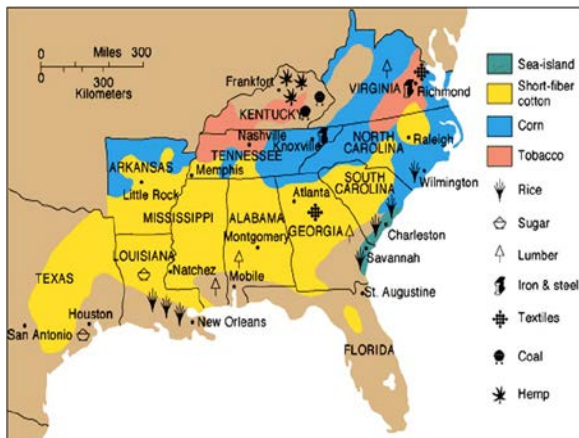 0 Miles 300
0 300
Kilometers
Frankfort
VIRGINIA
Richmond
KENTUCKY
Nashville
Knoxville
NORTH
CAROLINA
Raleigh
TENNESSEE
ARKANSAS
Memphis
SOUTH
CAROLINA
Wilmington
Little Rock
Atlanta
MISSISSIPPI
ALABAMA
GEORGIA
Charleston
Montgomery
LOUISIANA
Savannah
TEXAS
Natchez
Mobile
St. Augustine
Houston
San Antonio
New Orleans
FLORIDA
Sea-island
Short-fiber
cotton
Corn
Tobacco
Rice
Sugar
Lumber
Iron & steel
Textiles
Coal
Hemp